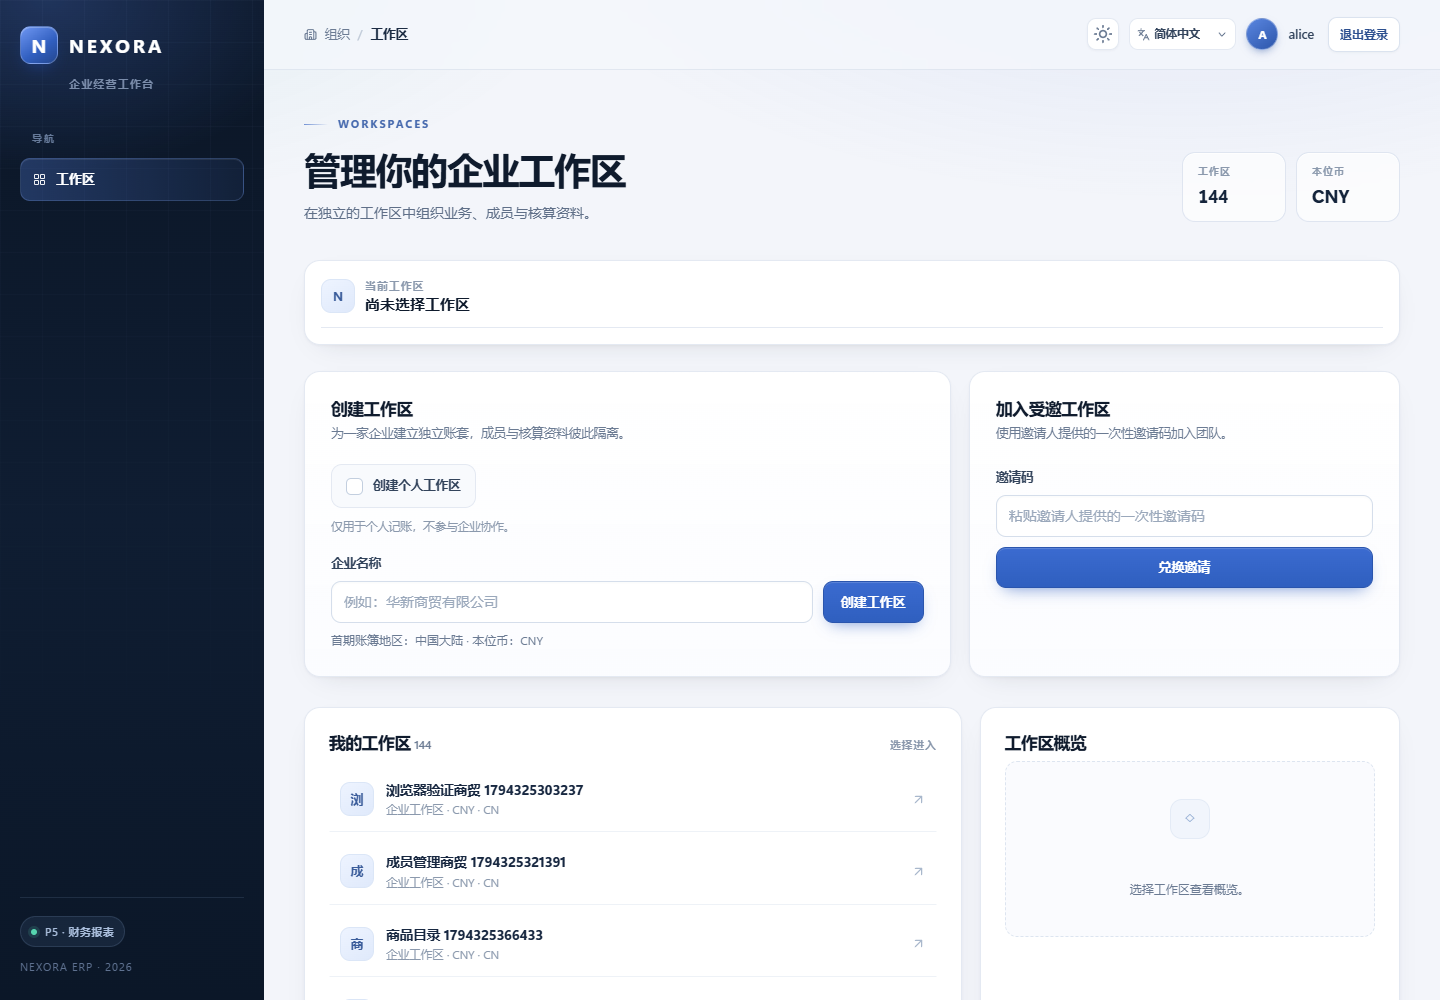 N NEXORA
企业经营工作台
导航
工作区
P5 · 财务报表
NEXORA ERP · 2026
组织 / 工作区
简体中文
A alice
退出登录
WORKSPACES
管理你的企业工作区
在独立的工作区中组织业务、成员与核算资料。
工作区
144
本位币
CNY
N
当前工作区
尚未选择工作区
创建工作区
为一家企业建立独立账套，成员与核算资料彼此隔离。
创建个人工作区
仅用于个人记账，不参与企业协作。
企业名称
例如：华新商贸有限公司
创建工作区
首期账簿地区：中国大陆 · 本位币：CNY
加入受邀工作区
使用邀请人提供的一次性邀请码加入团队。
邀请码
粘贴邀请人提供的一次性邀请码
兑换邀请
我的工作区 144
选择进入
浏
浏览器验证商贸 1794325303237
企业工作区 · CNY · CN
成
成员管理商贸 1794325321391
企业工作区 · CNY · CN
商
商品目录 1794325366433
企业工作区 · CNY · CN
工作区概览
选择工作区查看概览。